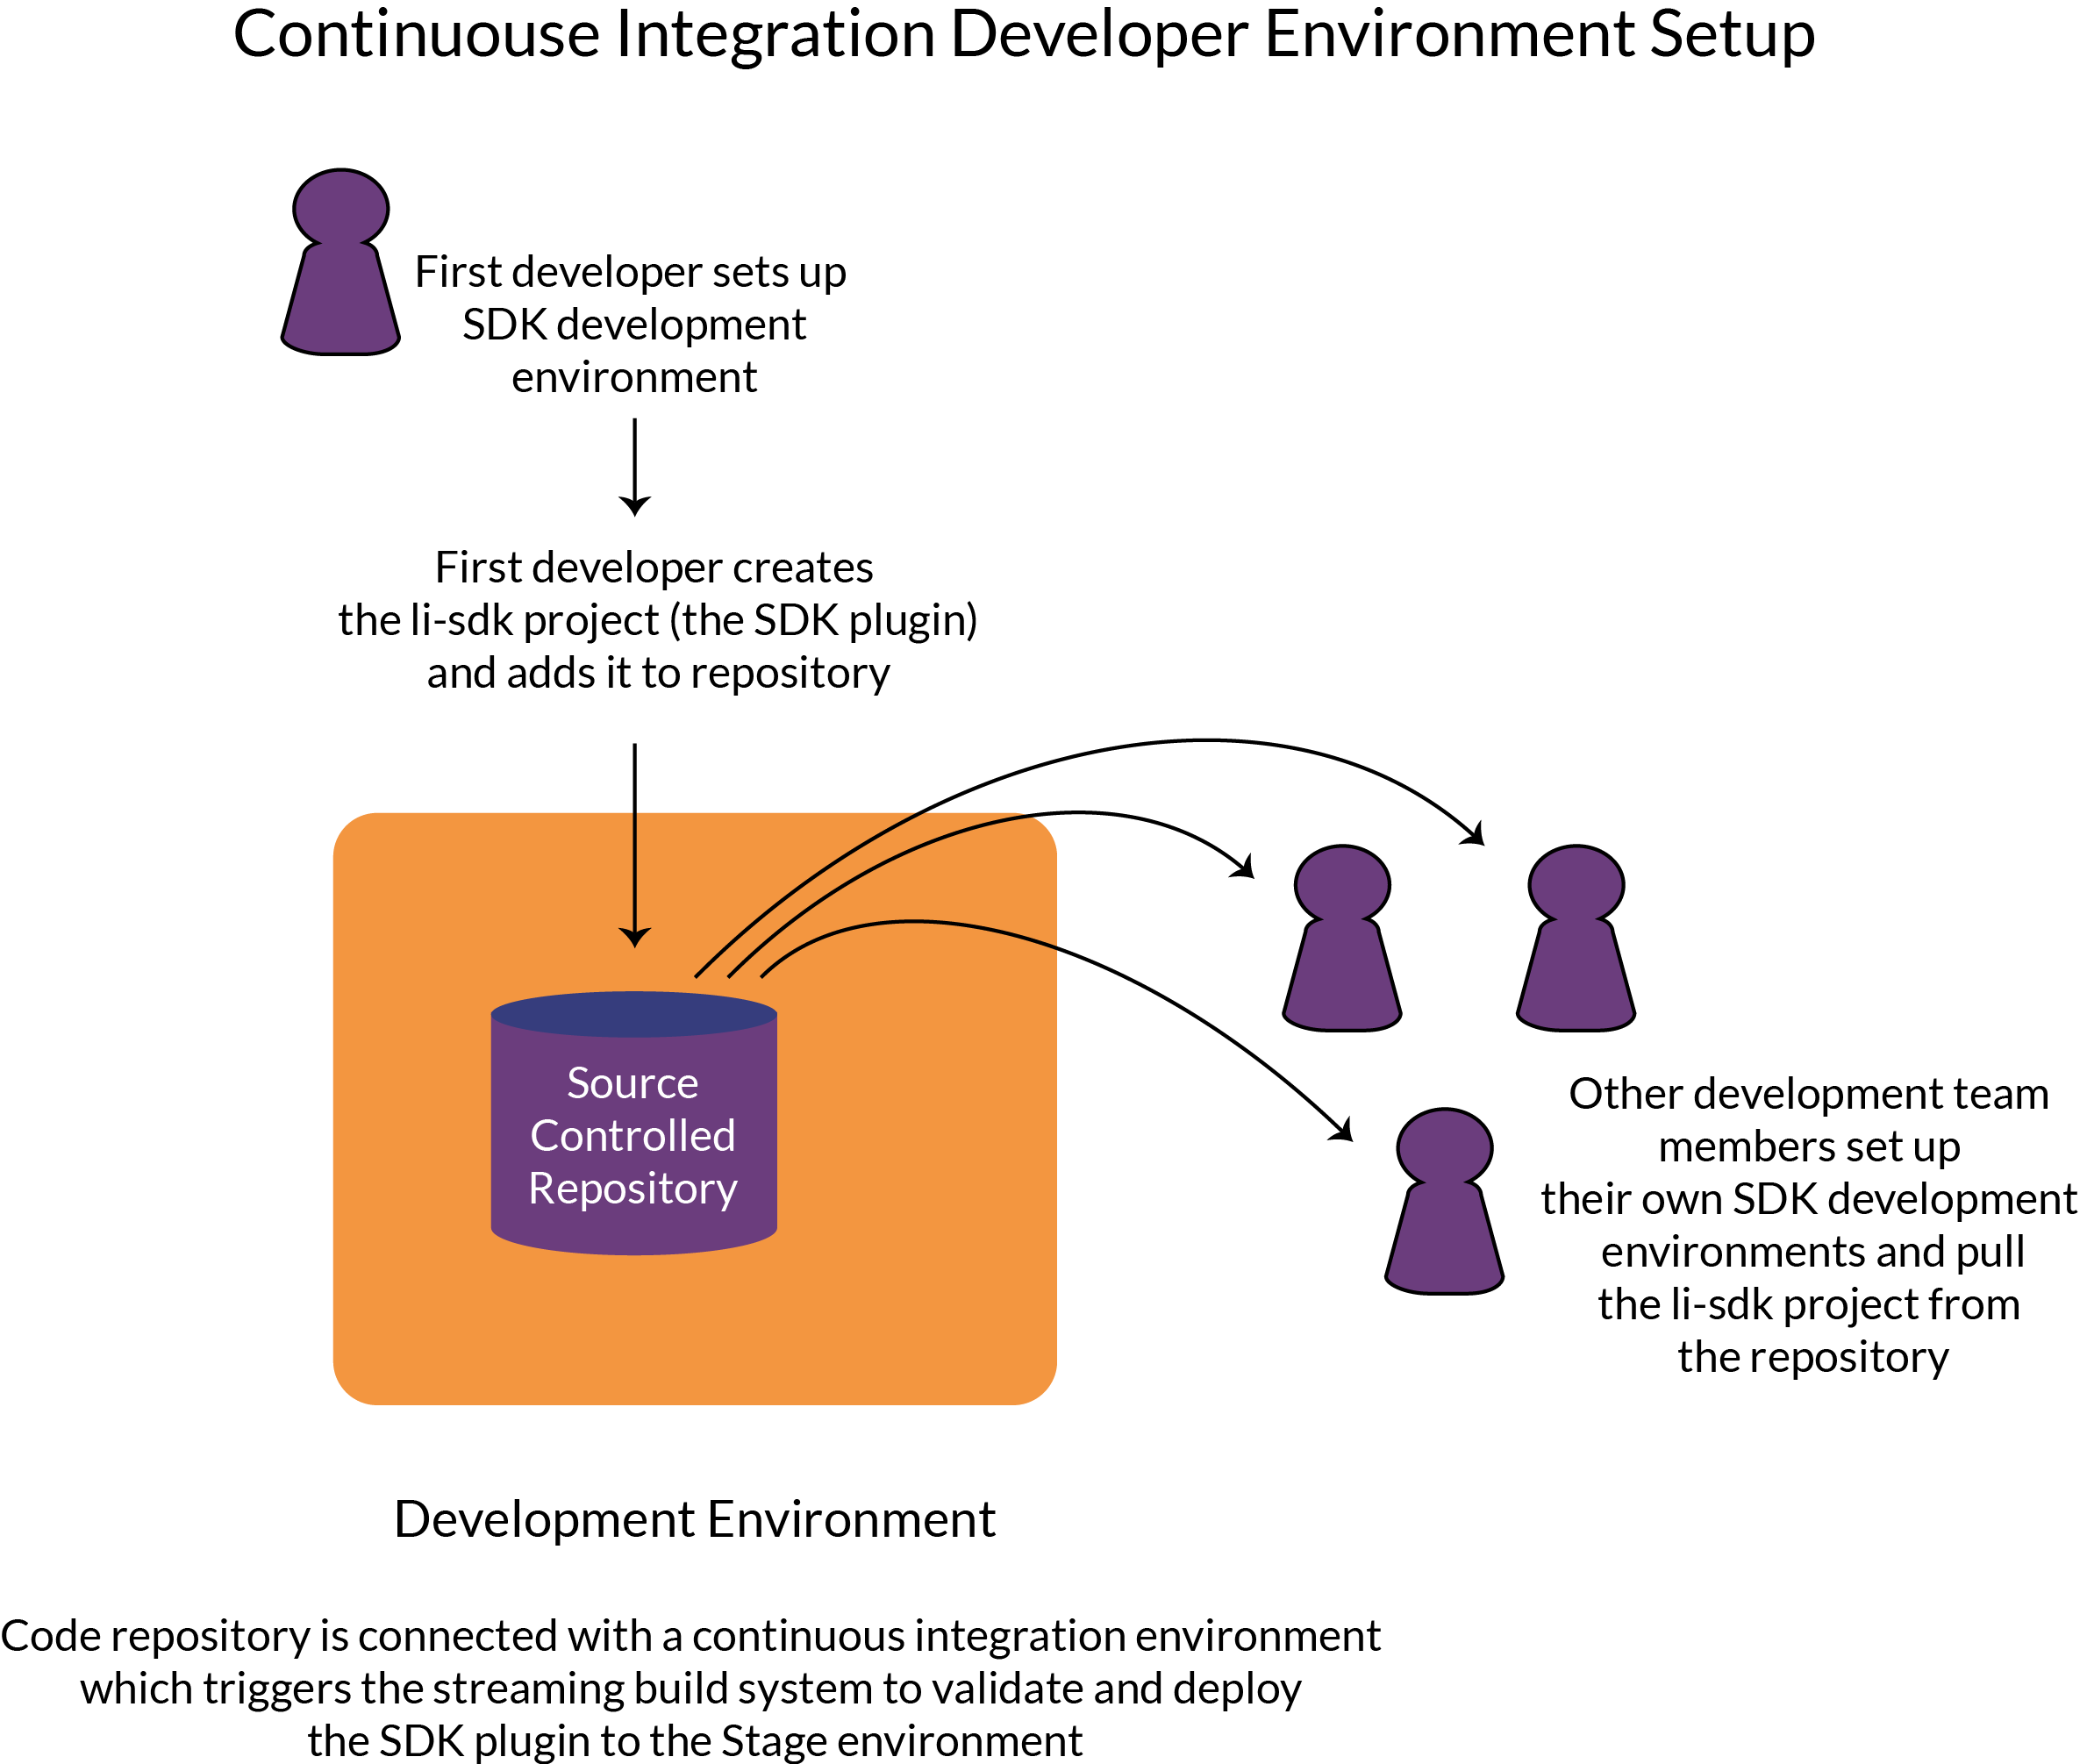 Continuouse Integration Developer Environment Setup
First developer sets up
SDK development
environment
First developer creates
the li-sdk project (the SDK plugin)
and adds it to repository
Source
Controlled
Repository
Other development team
members set up
their own SDK development
environments and pull
the li-sdk project from
the repository
Development Environment
Code repository is connected with a continuous integration environment
which triggers the streaming build system to validate and deploy
the SDK plugin to the Stage environment